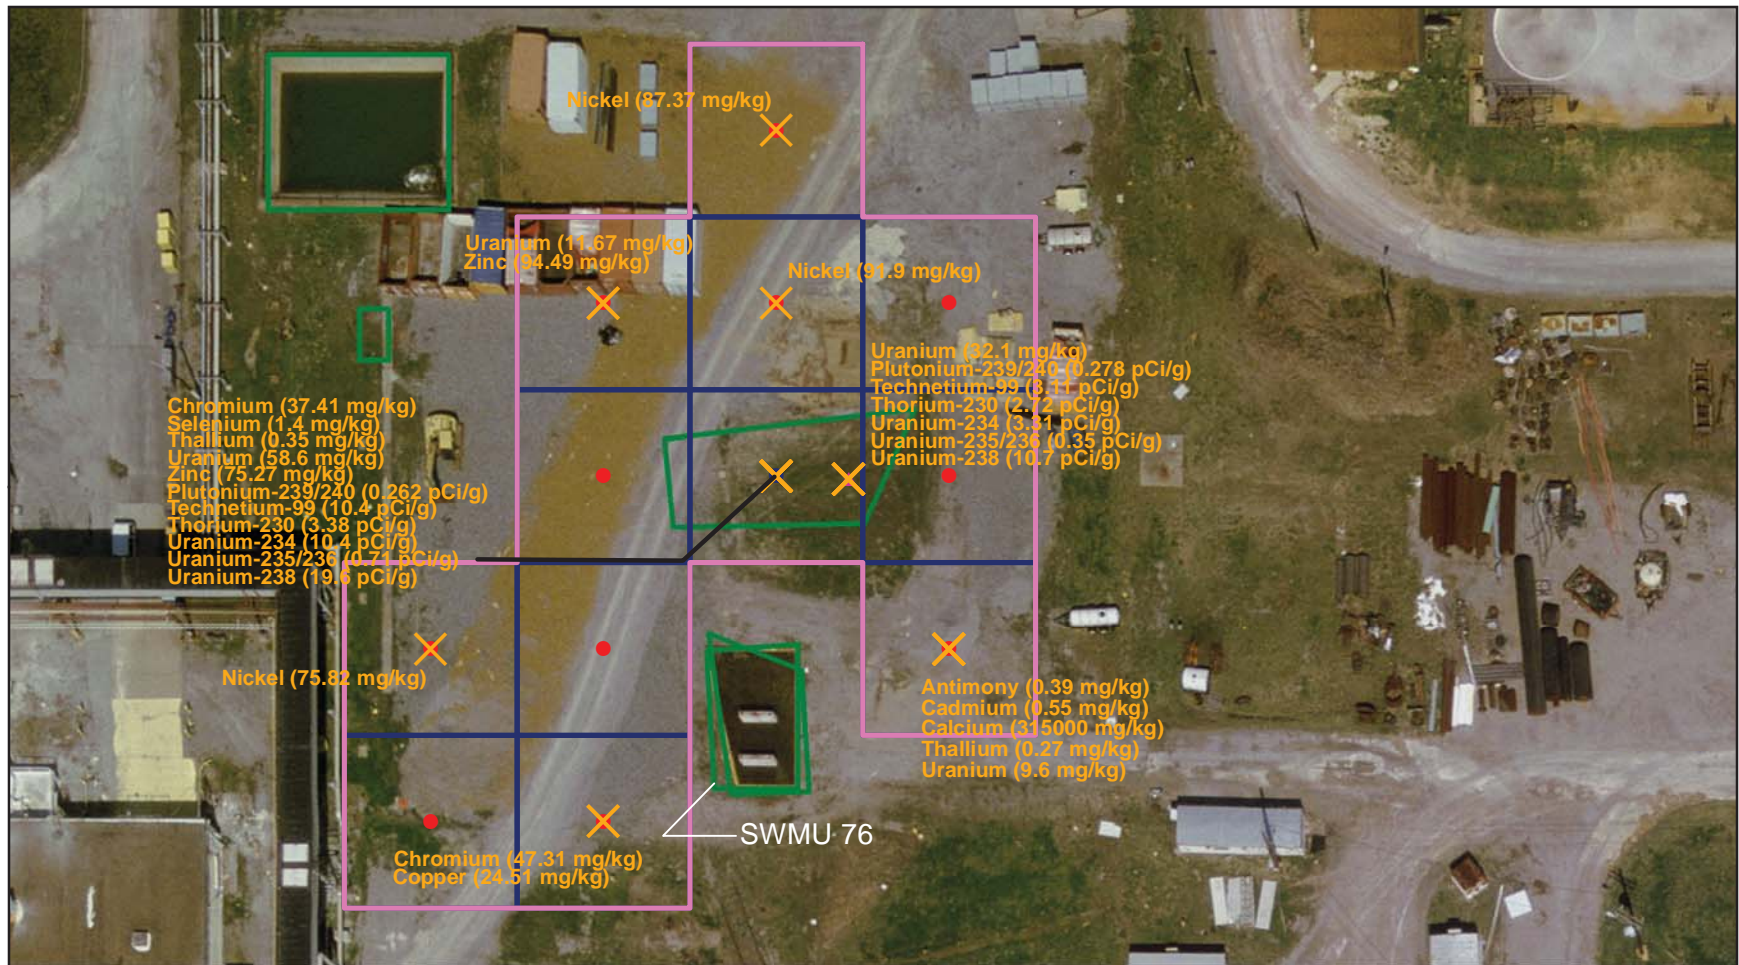 Nickel (87.37 mg/kg)
Uranium (11.67 mg/kg)
Zinc (94.49 mg/kg)
Nickel (91.9 mg/kg)
Uranium (32.1 mg/kg)
Plutonium-239/240 (0.278 pCi/g)
Technetium-99 (3.11 pCi/g)
Thorium-230 (2.72 pCi/g)
Uranium-234 (3.31 pCi/g)
Uranium-235/236 (0.35 pCi/g)
Uranium-238 (10.7 pCi/g)
Chromium (37.41 mg/kg)
Selenium (1.4 mg/kg)
Thallium (0.35 mg/kg)
Uranium (58.6 mg/kg)
Zinc (75.27 mg/kg)
Plutonium-239/240 (0.262 pCi/g)
Technetium-99 (10.4 pCi/g)
Thorium-230 (3.38 pCi/g)
Uranium-234 (10.4 pCi/g)
Uranium-235/236 (0.71 pCi/g)
Uranium-238 (19.6 pCi/g)
Nickel (75.82 mg/kg)
Antimony (0.39 mg/kg)
Cadmium (0.55 mg/kg)
Calcium (315000 mg/kg)
Thallium (0.27 mg/kg)
Uranium (9.6 mg/kg)
SWMU 76
Chromium (47.31 mg/kg)
Copper (24.51 mg/kg)